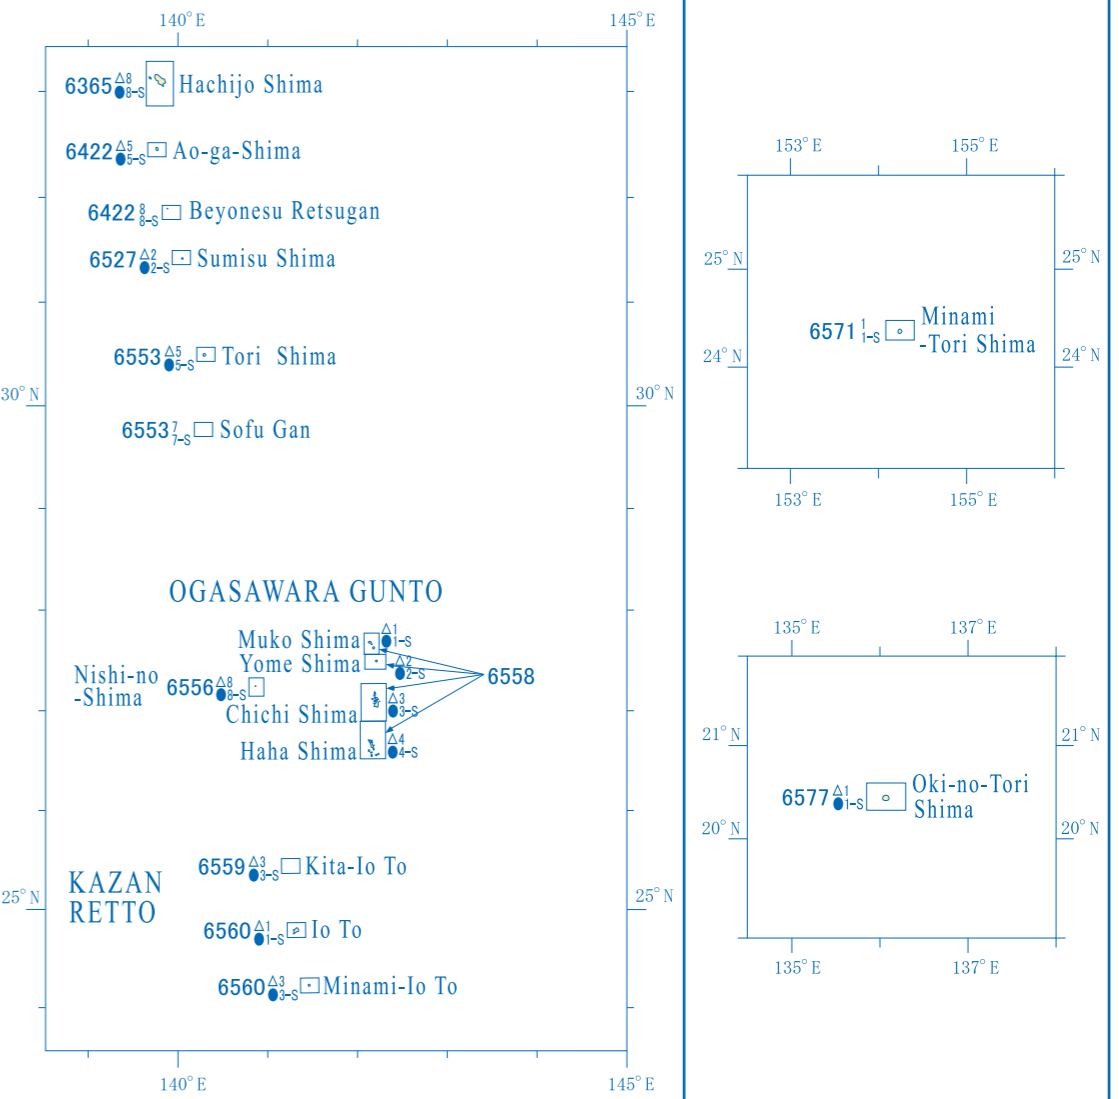 140° E
145° E
6365 △8 Hachijo Shima
●8-S
6422 △5 Ao-ga-Shima
●5-S
6422 8 Beyonesu Retsugan
8-S
6527 △2 Sumisu Shima
●2-S
6553 △5 Tori Shima
●5-S
30° N
30° N
6553 7 Sofu Gan
7-S
OGASAWARA GUNTO
Muko Shima △1
●1-S
Yome Shima △2
●2-S
6558
Nishi-no
-Shima
6556 △8
●8-S
Chichi Shima △3
●3-S
Haha Shima △4
●4-S
6559 △3 Kita-Io To
●3-S
KAZAN
RETTO
25° N
25° N
6560 △1 Io To
●1-S
6560 △3 Minami-Io To
●3-S
140° E
145° E
153° E
155° E
25° N
25° N
6571 1 Minami
1-S -Tori Shima
24° N
24° N
153° E
155° E
135° E
137° E
21° N
21° N
6577 △1 Oki-no-Tori
●1-S Shima
20° N
20° N
135° E
137° E